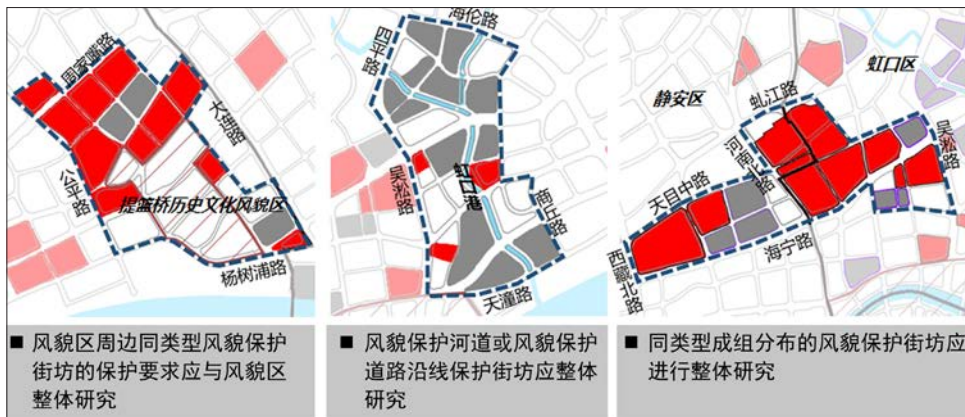 周家嘴路
大连路
公平路
提篮桥历史文化风貌区
杨树浦路
■ 风貌区周边同类型风貌保护
街坊的保护要求应与风貌区
整体研究
海伦路
四平路
吴淞路
虹口港
商丘路
天潼路
■ 风貌保护河道或风貌保护
道路沿线保护街坊应整体
研究
虹口区
静安区
虬江路
吴淞路
河南北路
天目中路
海宁路
西藏北路
■ 同类型成组分布的风貌保护街坊应
进行整体研究